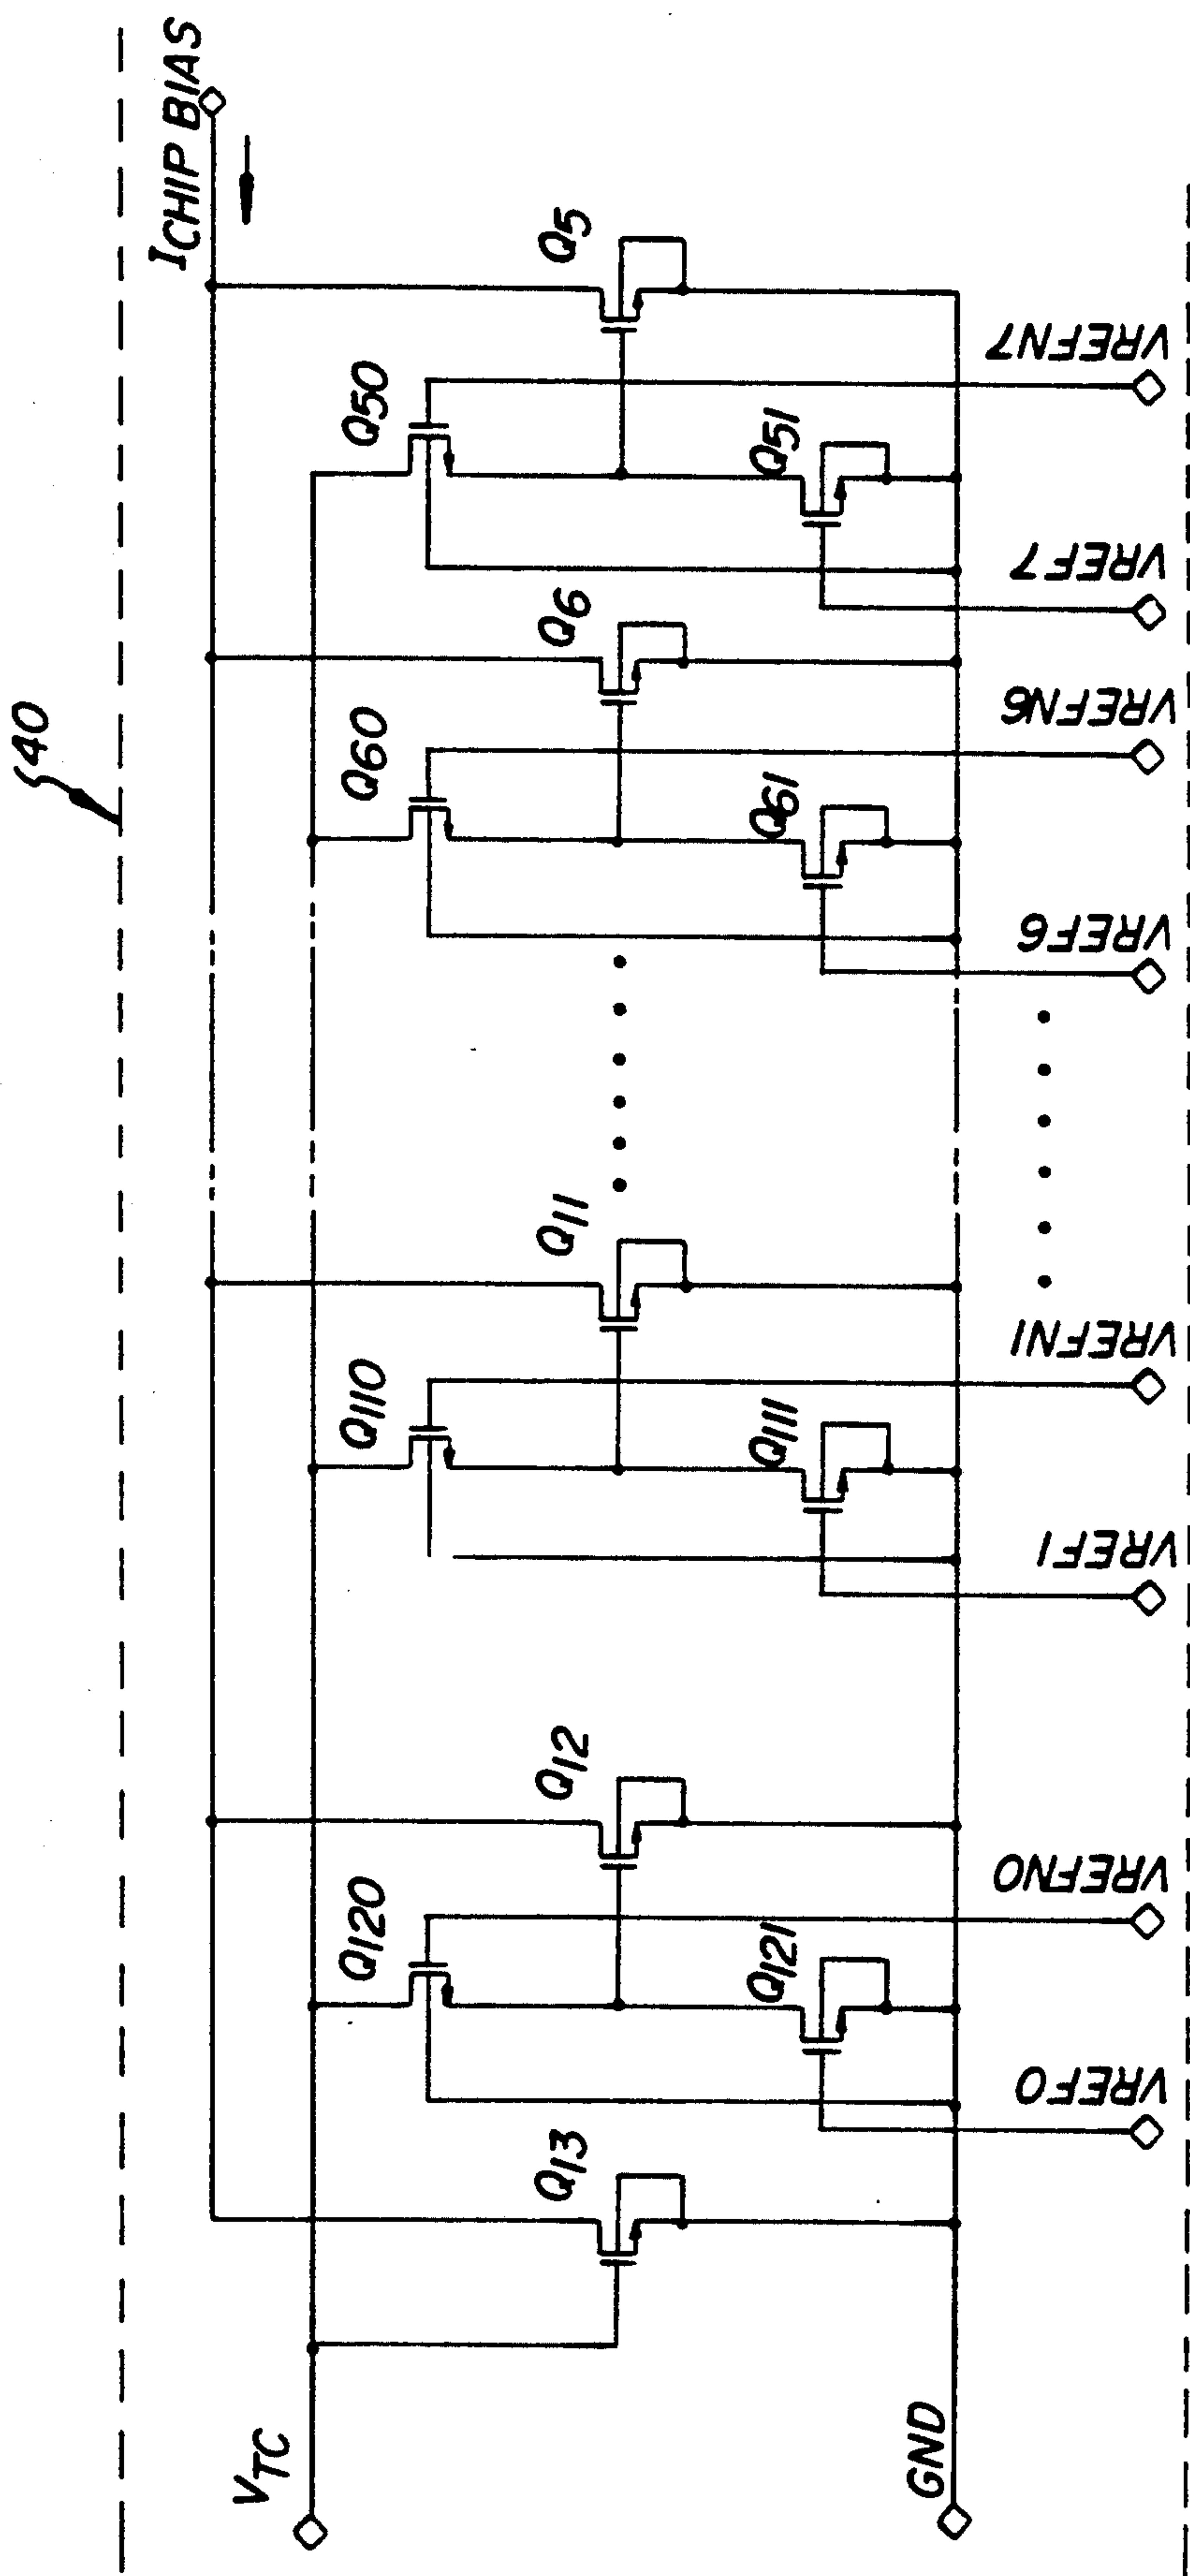 40
ICHIP BIAS
VTC
Q13
Q120
Q12
Q121
Q110
Q11
Q111
Q60
Q6
Q61
Q50
Q5
Q51
GND
VREF0
VREFN0
VREF1
VREFN1
VREF6
VREFN6
VREF7
VREFN7